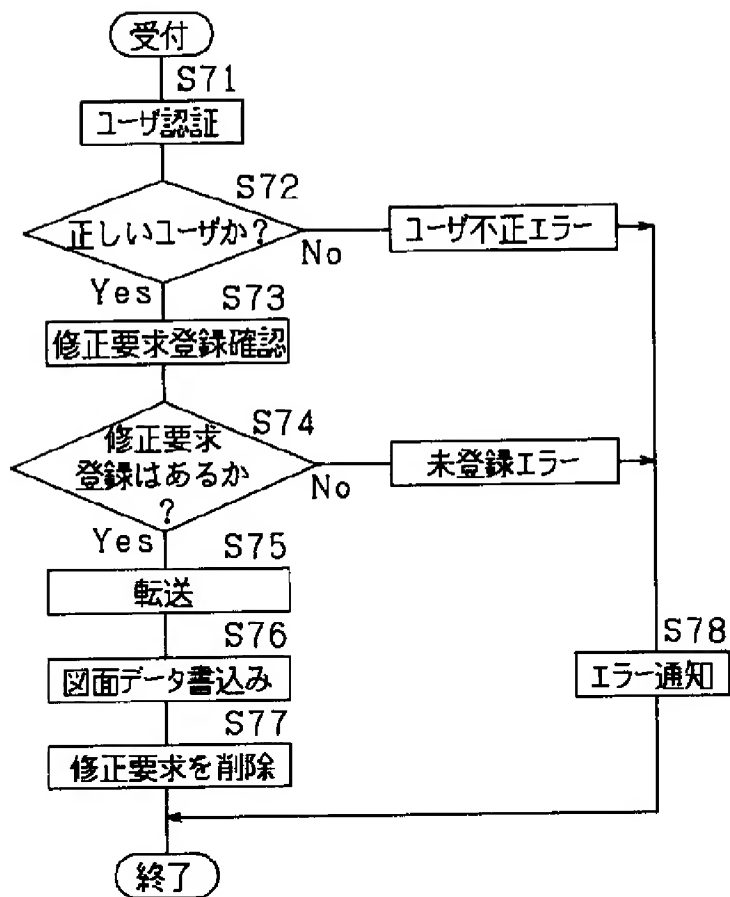 受付
S71
ユーザ認証
S72
正しいユーザか?
No
ユーザ不正エラー
Yes
S73
修正要求登録確認
S74
修正要求
登録はあるか
?
No
未登録エラー
Yes
S75
転送
S76
図面データ書込み
S77
修正要求を削除
S78
エラー通知
終了